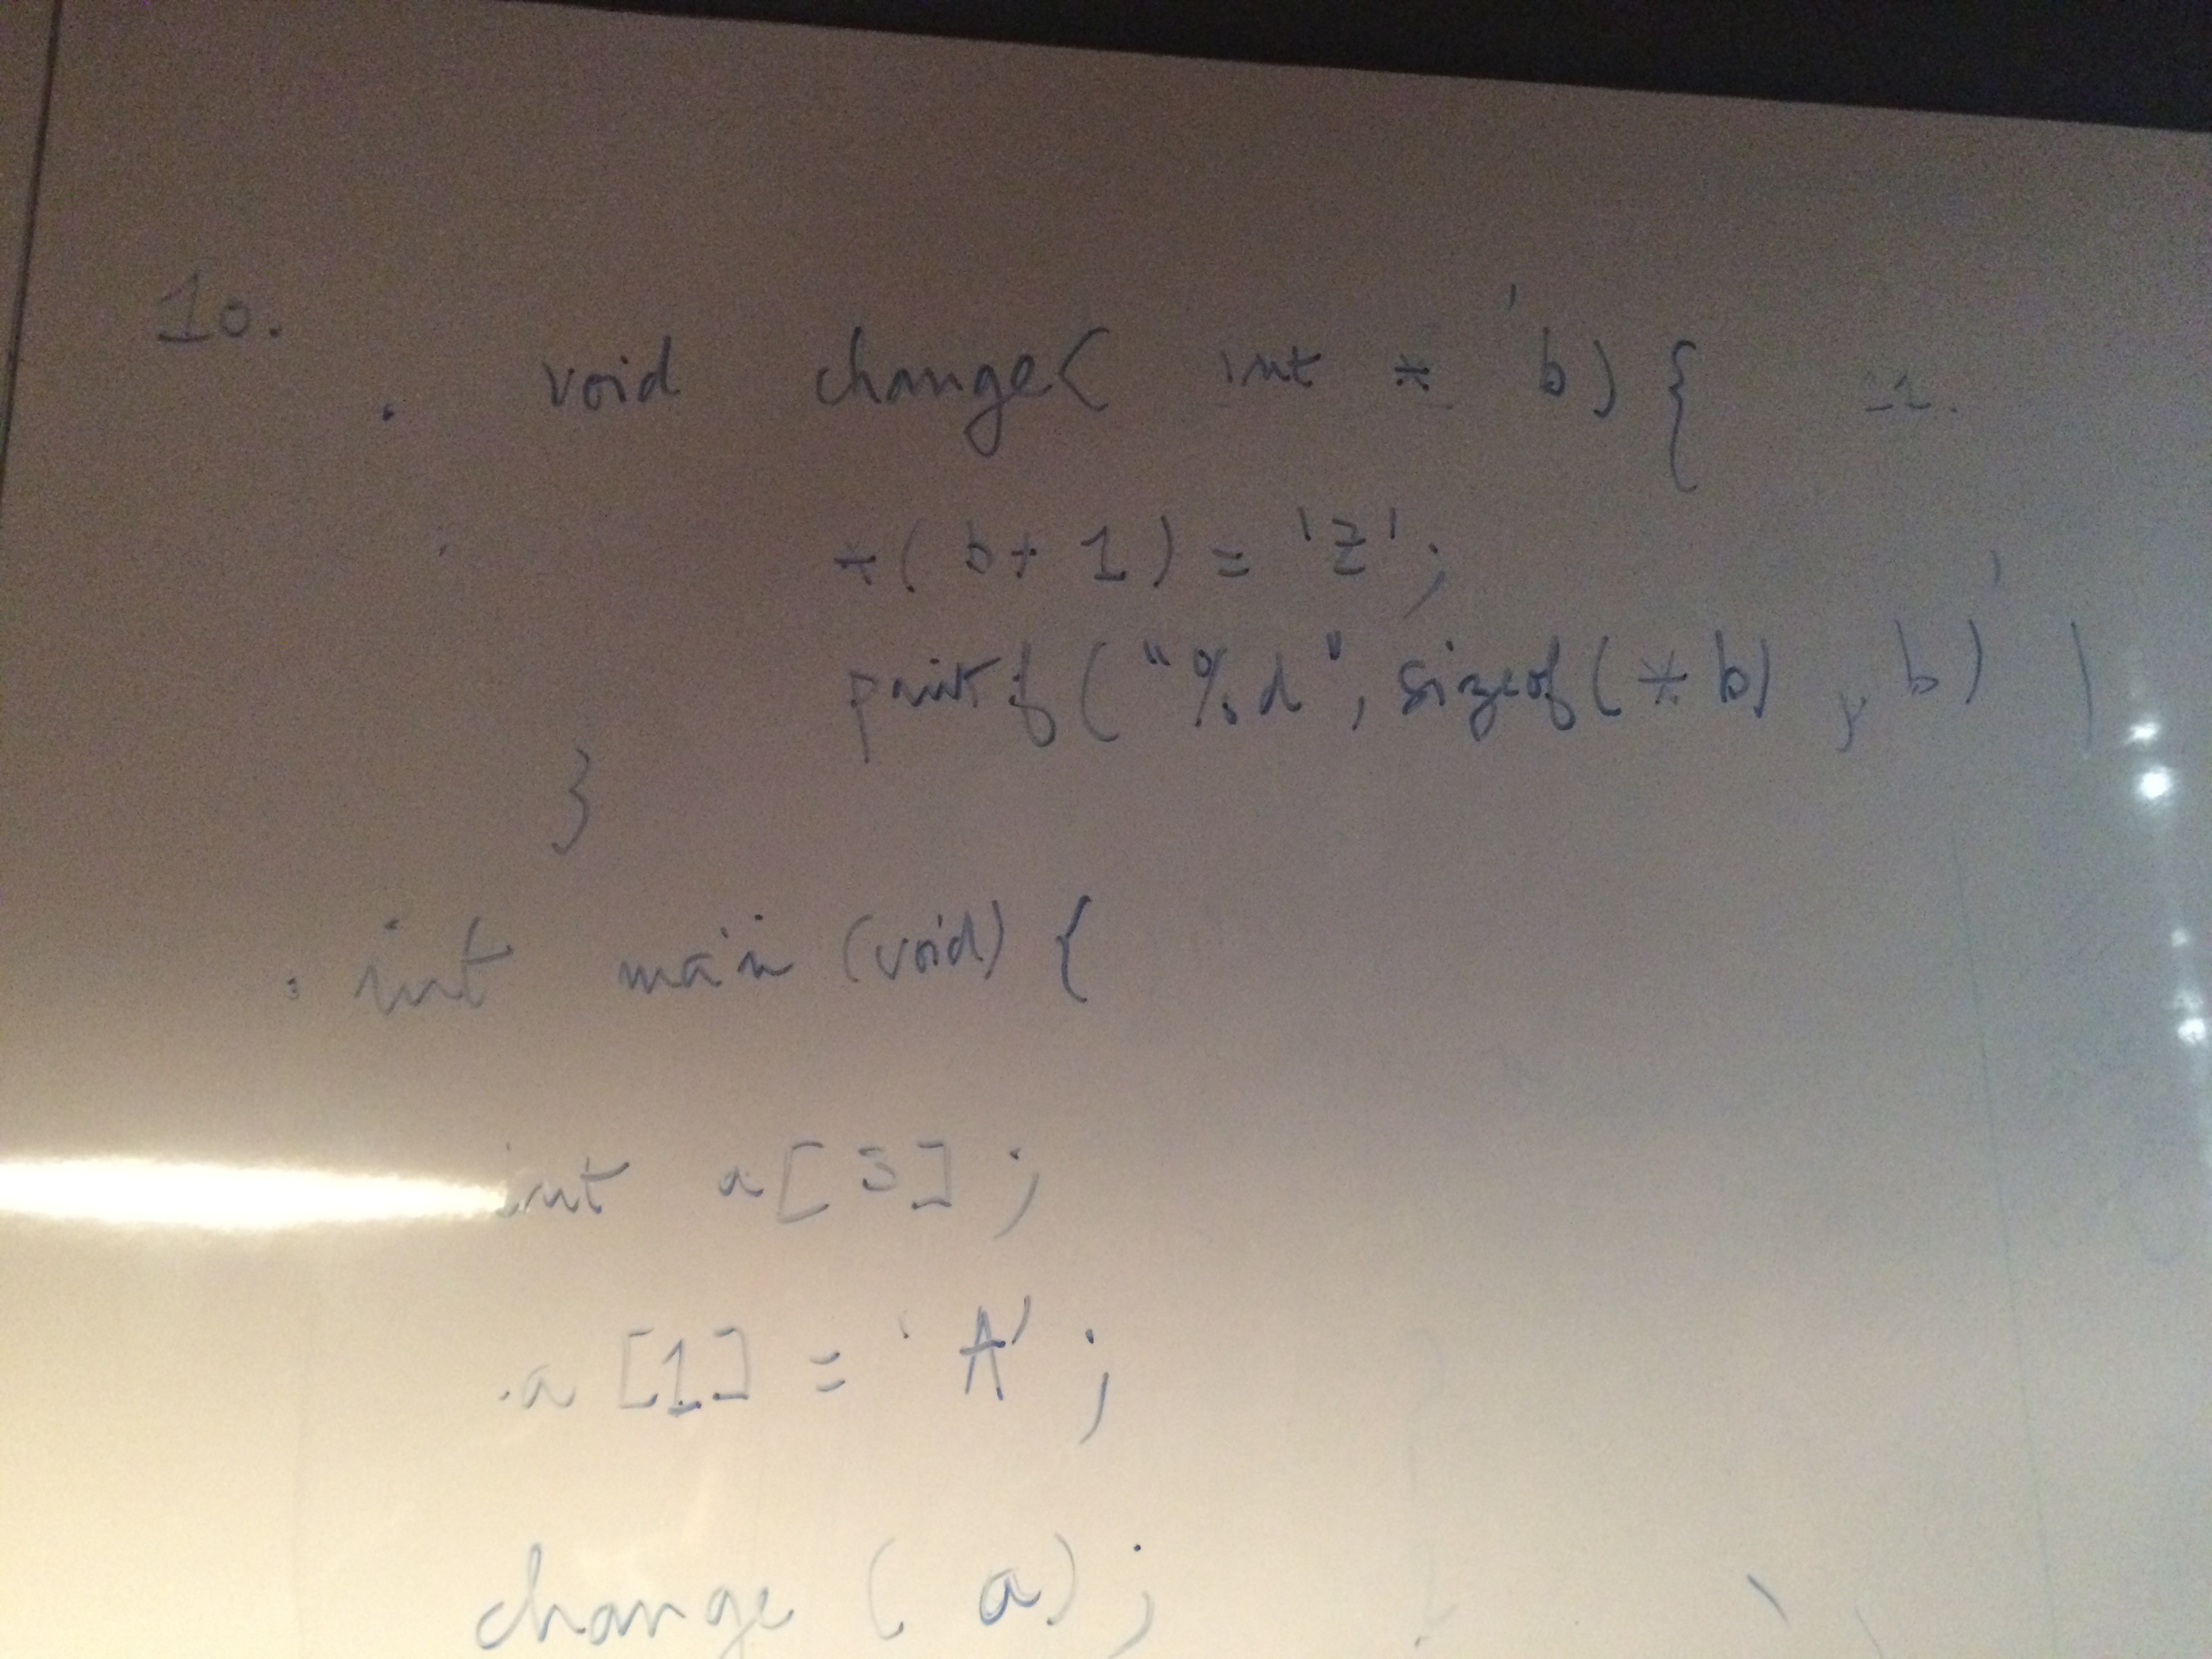 10.
void change( int * b) {
*(b+ 1) = 'Z';
printf("%d", sizeof(*b) , b)
}
int main (void) {
int a[3];
a[1] = 'A';
change ( a);